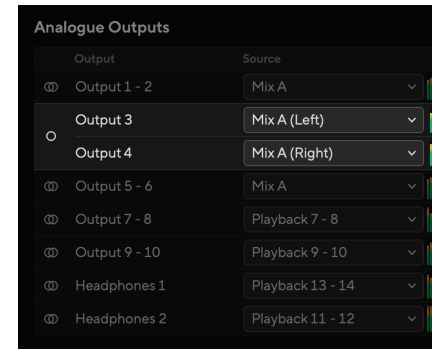 Analogue Outputs
Output Source
Output 1 - 2 Mix A
Output 3 Mix A (Left)
Output 4 Mix A (Right)
Output 5 - 6 Mix A
Output 7 - 8 Playback 7 - 8
Output 9 - 10 Playback 9 - 10
Headphones 1 Playback 13 - 14
Headphones 2 Playback 11 - 12